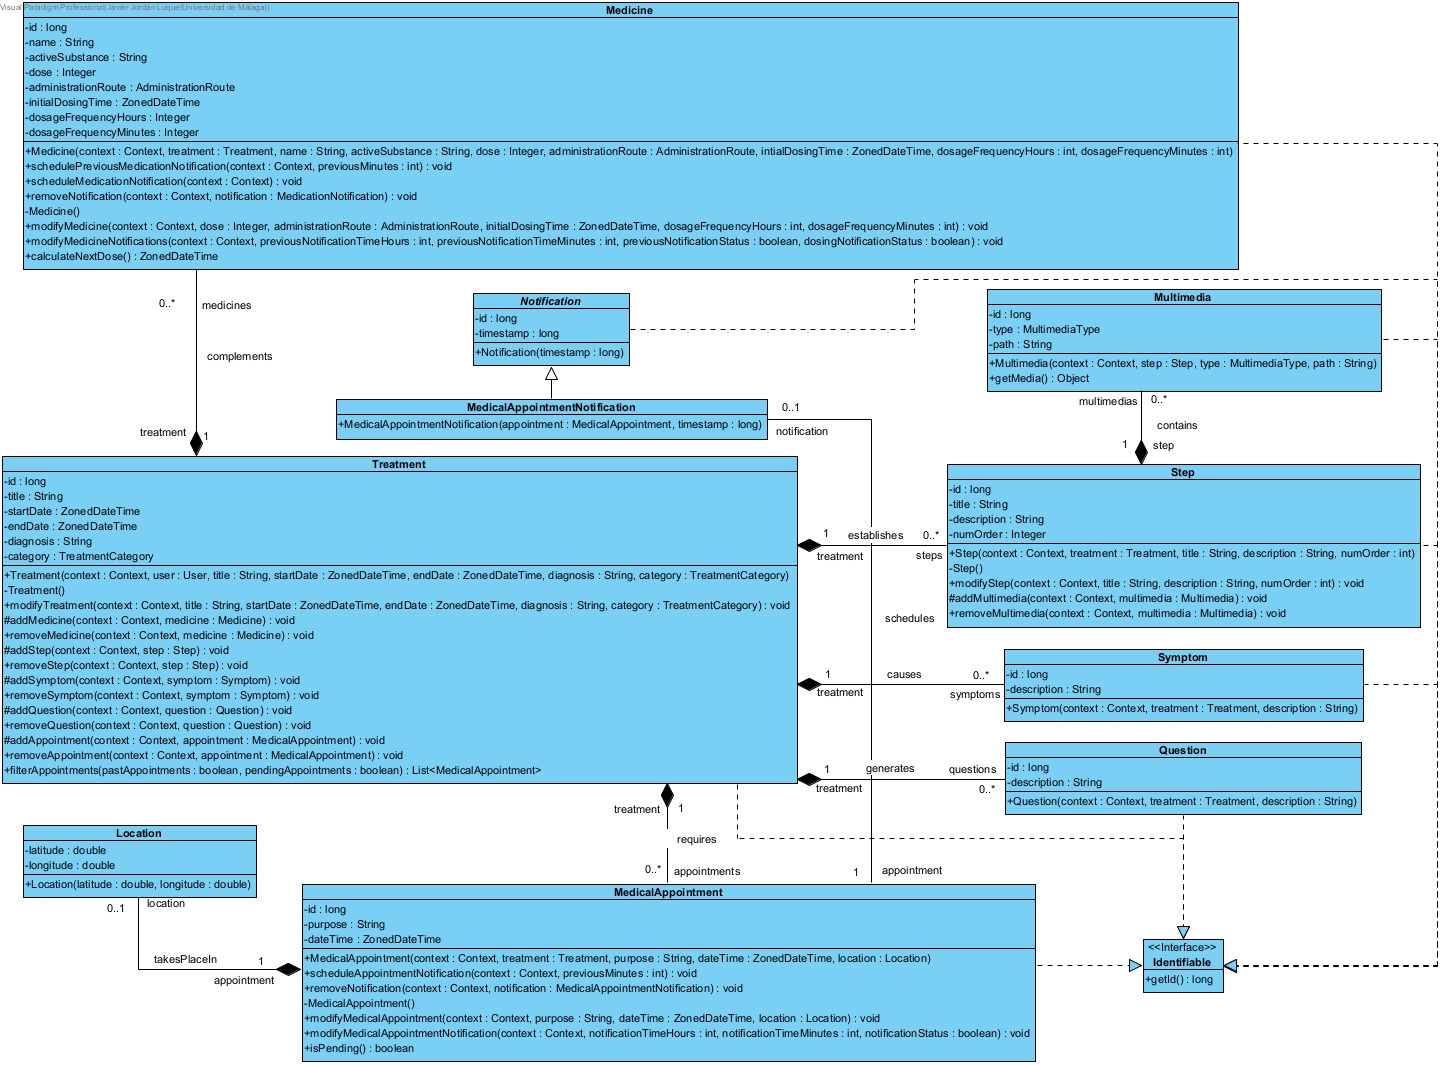 Visual Paradigm Professional(Javier Jordán Luque(Universidad de Málaga))
Medicine
-id : long
-name : String
-activeSubstance : String
-dose : Integer
-administrationRoute : AdministrationRoute
-initialDosingTime : ZonedDateTime
-dosageFrequencyHours : Integer
-dosageFrequencyMinutes : Integer
+Medicine(context : Context, treatment : Treatment, name : String, activeSubstance : String, dose : Integer, administrationRoute : AdministrationRoute, intialDosingTime : ZonedDateTime, dosageFrequencyHours : int, dosageFrequencyMinutes : int)
+schedulePreviousMedicationNotification(context : Context, previousMinutes : int) : void
+scheduleMedicationNotification(context : Context) : void
+removeNotification(context : Context, notification : MedicationNotification) : void
-Medicine()
+modifyMedicine(context : Context, dose : Integer, administrationRoute : AdministrationRoute, initialDosingTime : ZonedDateTime, dosageFrequencyHours : int, dosageFrequencyMinutes : int) : void
+modifyMedicineNotifications(context : Context, previousNotificationTimeHours : int, previousNotificationTimeMinutes : int, previousNotificationStatus : boolean, dosingNotificationStatus : boolean) : void
+calculateNextDose() : ZonedDateTime
0..*
medicines
complements
treatment
1
Notification
-id : long
-timestamp : long
+Notification(timestamp : long)
MedicalAppointmentNotification
+MedicalAppointmentNotification(appointment : MedicalAppointment, timestamp : long)
0..1
notification
schedules
1
appointment
Multimedia
-id : long
-type : MultimediaType
-path : String
+Multimedia(context : Context, step : Step, type : MultimediaType, path : String)
+getMedia() : Object
multimedias
0..*
contains
1
step
Treatment
-id : long
-title : String
-startDate : ZonedDateTime
-endDate : ZonedDateTime
-diagnosis : String
-category : TreatmentCategory
+Treatment(context : Context, user : User, title : String, startDate : ZonedDateTime, endDate : ZonedDateTime, diagnosis : String, category : TreatmentCategory)
-Treatment()
+modifyTreatment(context : Context, title : String, startDate : ZonedDateTime, endDate : ZonedDateTime, diagnosis : String, category : TreatmentCategory) : void
#addMedicine(context : Context, medicine : Medicine) : void
+removeMedicine(context : Context, medicine : Medicine) : void
#addStep(context : Context, step : Step) : void
+removeStep(context : Context, step : Step) : void
#addSymptom(context : Context, symptom : Symptom) : void
+removeSymptom(context : Context, symptom : Symptom) : void
#addQuestion(context : Context, question : Question) : void
+removeQuestion(context : Context, question : Question) : void
#addAppointment(context : Context, appointment : MedicalAppointment) : void
+removeAppointment(context : Context, appointment : MedicalAppointment) : void
+filterAppointments(pastAppointments : boolean, pendingAppointments : boolean) : List<MedicalAppointment>
1
establishes
0..*
treatment
steps
Step
-id : long
-title : String
-description : String
-numOrder : Integer
+Step(context : Context, treatment : Treatment, title : String, description : String, numOrder : int)
-Step()
+modifyStep(context : Context, title : String, description : String, numOrder : int) : void
#addMultimedia(context : Context, multimedia : Multimedia) : void
+removeMultimedia(context : Context, multimedia : Multimedia) : void
1
causes
0..*
treatment
symptoms
Symptom
-id : long
-description : String
+Symptom(context : Context, treatment : Treatment, description : String)
1
generates
questions
treatment
0..*
Question
-id : long
-description : String
+Question(context : Context, treatment : Treatment, description : String)
treatment
1
requires
0..*
appointments
Location
-latitude : double
-longitude : double
+Location(latitude : double, longitude : double)
0..1
location
takesPlaceIn
1
appointment
MedicalAppointment
-id : long
-purpose : String
-dateTime : ZonedDateTime
+MedicalAppointment(context : Context, treatment : Treatment, purpose : String, dateTime : ZonedDateTime, location : Location)
+scheduleAppointmentNotification(context : Context, previousMinutes : int) : void
+removeNotification(context : Context, notification : MedicalAppointmentNotification) : void
-MedicalAppointment()
+modifyMedicalAppointment(context : Context, purpose : String, dateTime : ZonedDateTime, location : Location) : void
+modifyMedicalAppointmentNotification(context : Context, notificationTimeHours : int, notificationTimeMinutes : int, notificationStatus : boolean) : void
+isPending() : boolean
<<Interface>>
Identifiable
+getId() : long